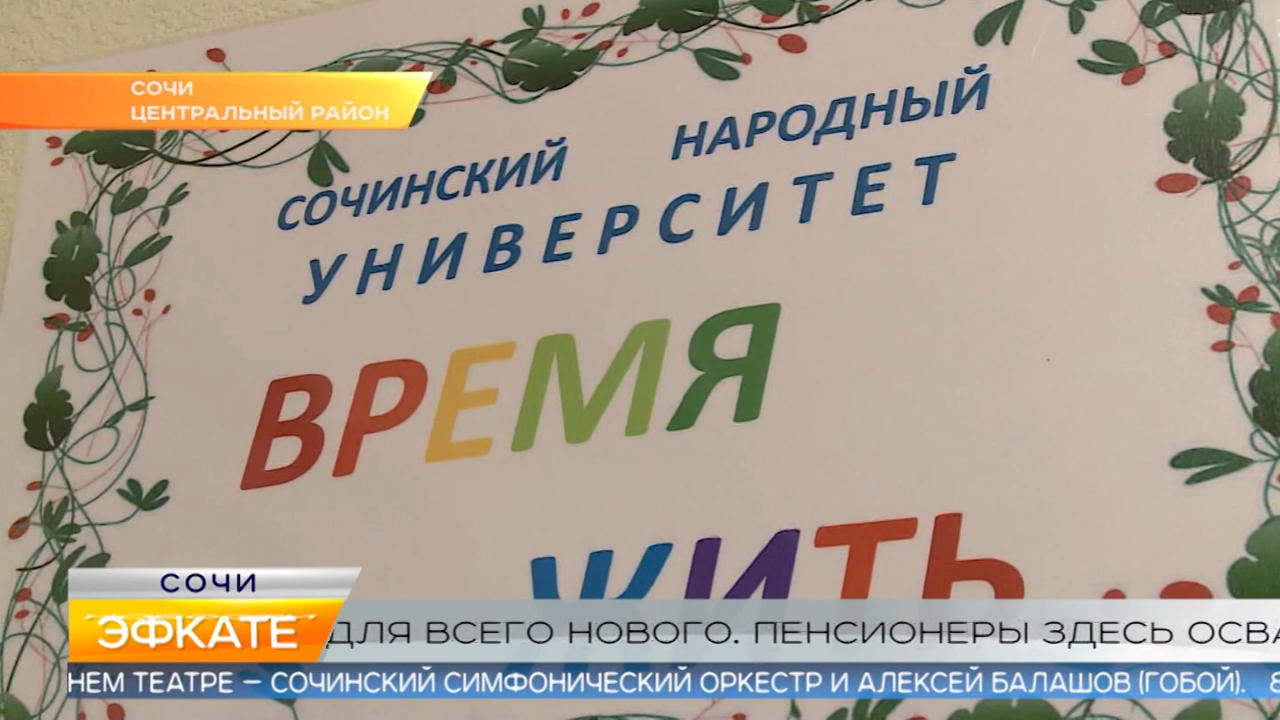 СОЧИ
ЦЕНТРАЛЬНЫЙ РАЙОН
СОЧИНСКИЙ НАРОДНЫЙ
УНИВЕРСИТЕТ
ВРЕМЯ
ЖИТЬ
СОЧИ
ЭФКАТЕ
ДЛЯ ВСЕГО НОВОГО. ПЕНСИОНЕРЫ ЗДЕСЬ ОСВА
НЕМ ТЕАТРЕ – СОЧИНСКИЙ СИМФОНИЧЕСКИЙ ОРКЕСТР И АЛЕКСЕЙ БАЛАШОВ (ГОБОЙ). 8